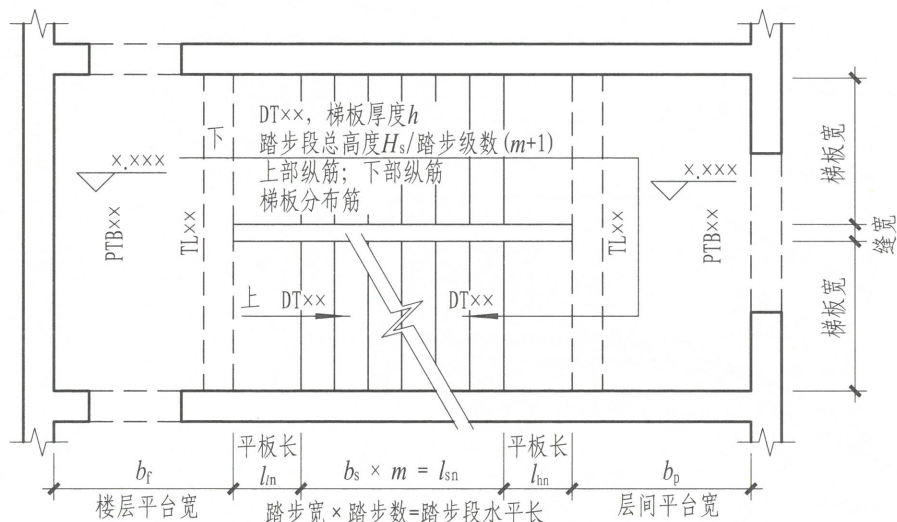 DT××，梯板厚度h
踏步段总高度Hs/踏步级数(m+1)
上部纵筋；下部纵筋
梯板分布筋
下
×.×××
×.×××
PTB××
TL××
TL××
PTB××
梯板宽
缝宽
梯板宽
上 DT××
DT××
平板长
平板长
bf
lln
bs × m = lsn
lhn
bp
楼层平台宽
踏步宽×踏步数=踏步段水平长
层间平台宽